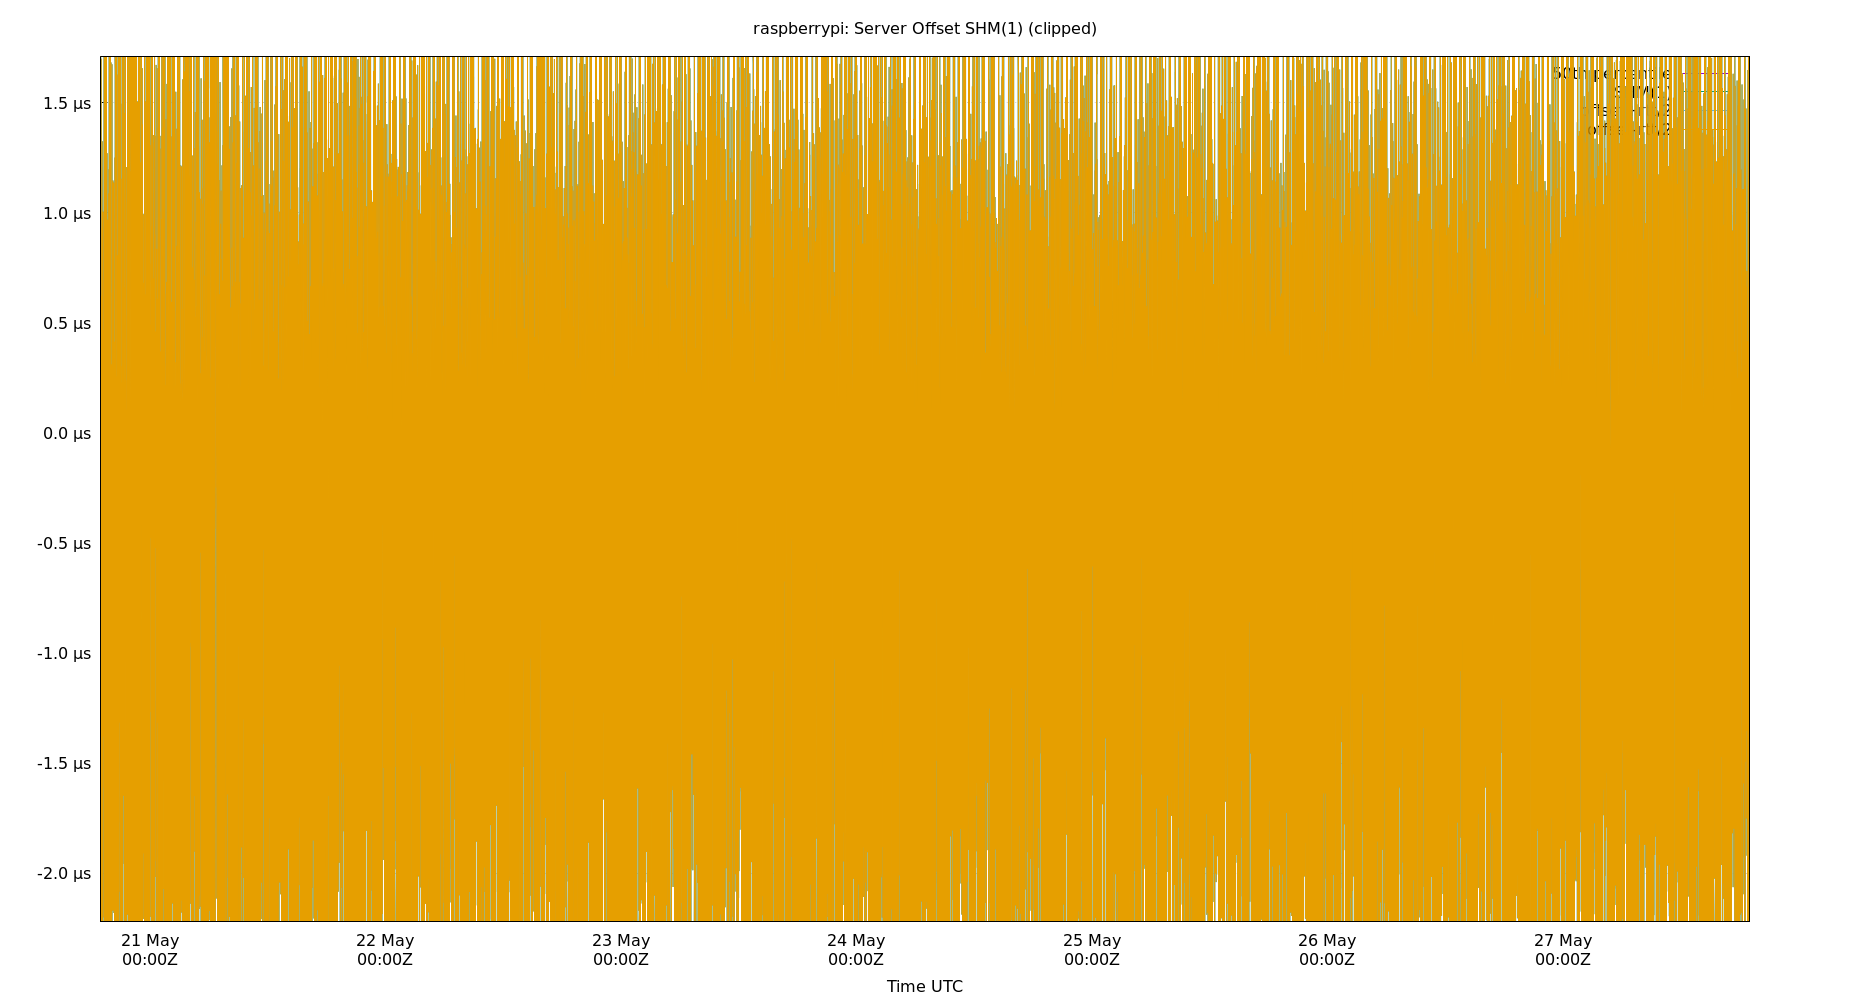 raspberrypi: Server Offset SHM(1) (clipped)
50th percentile
1.5 µs
1.0 µs
0.5 µs
0.0 µs
-0.5 µs
-1.0 µs
-1.5 µs
-2.0 µs
21 May 22 May 23 May 24 May 25 May 26 May 27 May
00:00Z 00:00Z 00:00Z 00:00Z 00:00Z 00:00Z 00:00Z
Time UTC